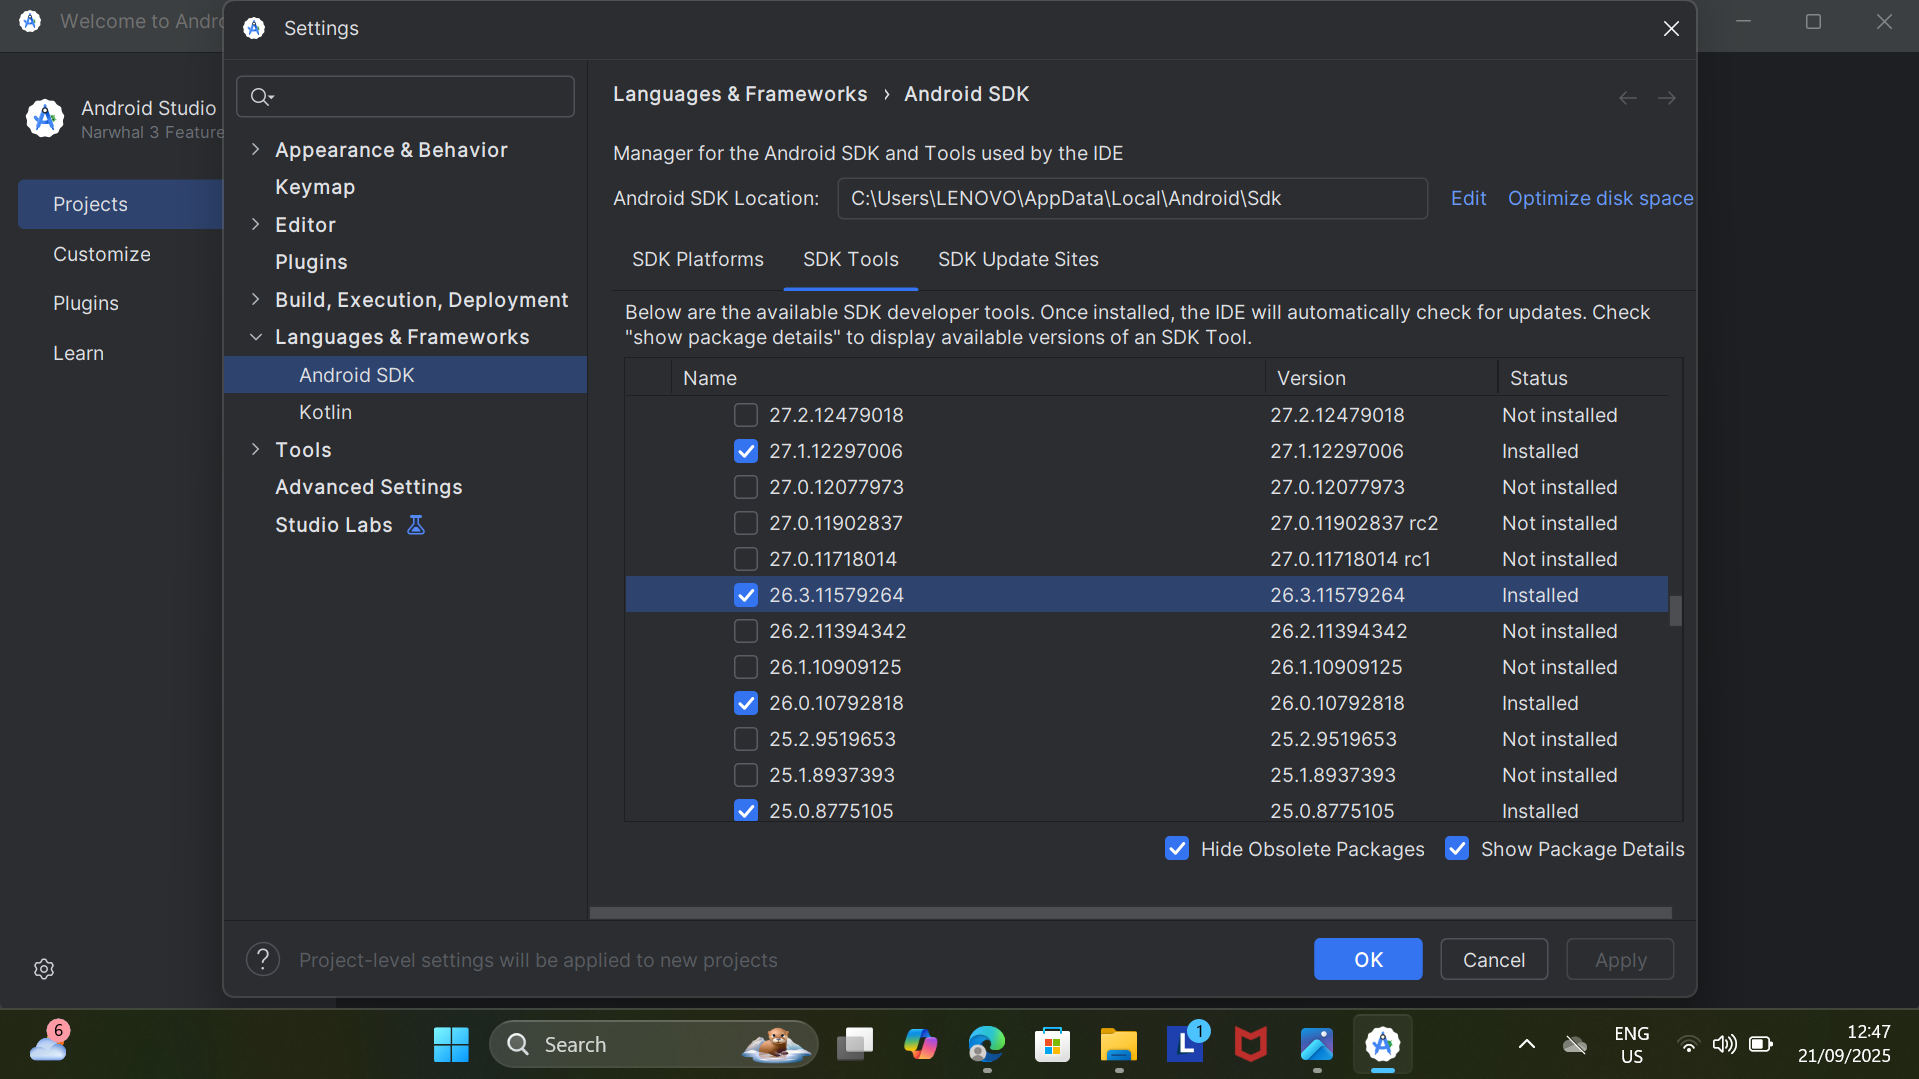 Welcome to Andro
Settings
Android Studio
Narwhal 3 Feature
Projects
Customize
Plugins
Learn
Appearance & Behavior
Keymap
Editor
Plugins
Build, Execution, Deployment
Languages & Frameworks
Android SDK
Kotlin
Tools
Advanced Settings
Studio Labs
Languages & Frameworks › Android SDK
Manager for the Android SDK and Tools used by the IDE
Android SDK Location: C:\Users\LENOVO\AppData\Local\Android\Sdk Edit Optimize disk space
SDK Platforms SDK Tools SDK Update Sites
Below are the available SDK developer tools. Once installed, the IDE will automatically check for updates. Check
"show package details" to display available versions of an SDK Tool.
Name Version Status
27.2.12479018 27.2.12479018 Not installed
27.1.12297006 27.1.12297006 Installed
27.0.12077973 27.0.12077973 Not installed
27.0.11902837 27.0.11902837 rc2 Not installed
27.0.11718014 27.0.11718014 rc1 Not installed
26.3.11579264 26.3.11579264 Installed
26.2.11394342 26.2.11394342 Not installed
26.1.10909125 26.1.10909125 Not installed
26.0.10792818 26.0.10792818 Installed
25.2.9519653 25.2.9519653 Not installed
25.1.8937393 25.1.8937393 Not installed
25.0.8775105 25.0.8775105 Installed
Hide Obsolete Packages Show Package Details
? Project-level settings will be applied to new projects
OK Cancel Apply
6
Search
L 1
ENG
US
12:47
21/09/2025